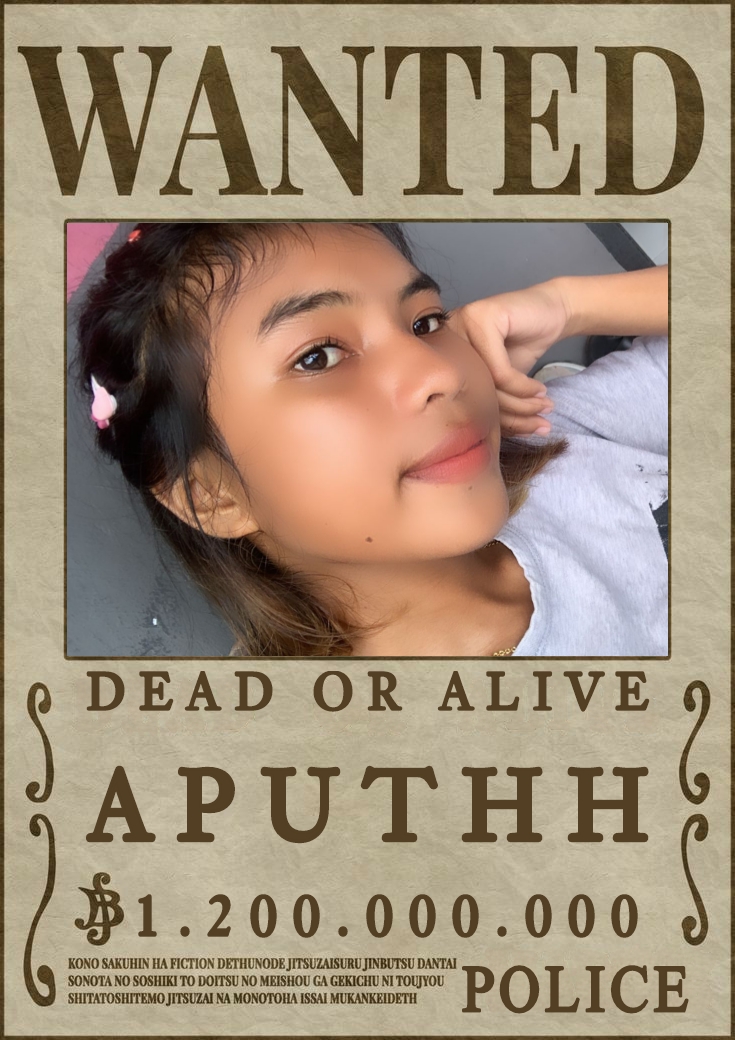 WANTED
DEAD OR ALIVE
APUTHH
฿1.200.000.000
KONO SAKUHIN HA FICTION DETHUNODE JITSUZAISURU JINBUTSU DANTAI
SONOTA NO SOSHIKI TO DOITSU NO MEISHOU GA GEKICHU NI TOUJYOU
SHITATOSHITEMO JITSUZAI NA MONOTOHA ISSAI MUKANKEIDETH
POLICE